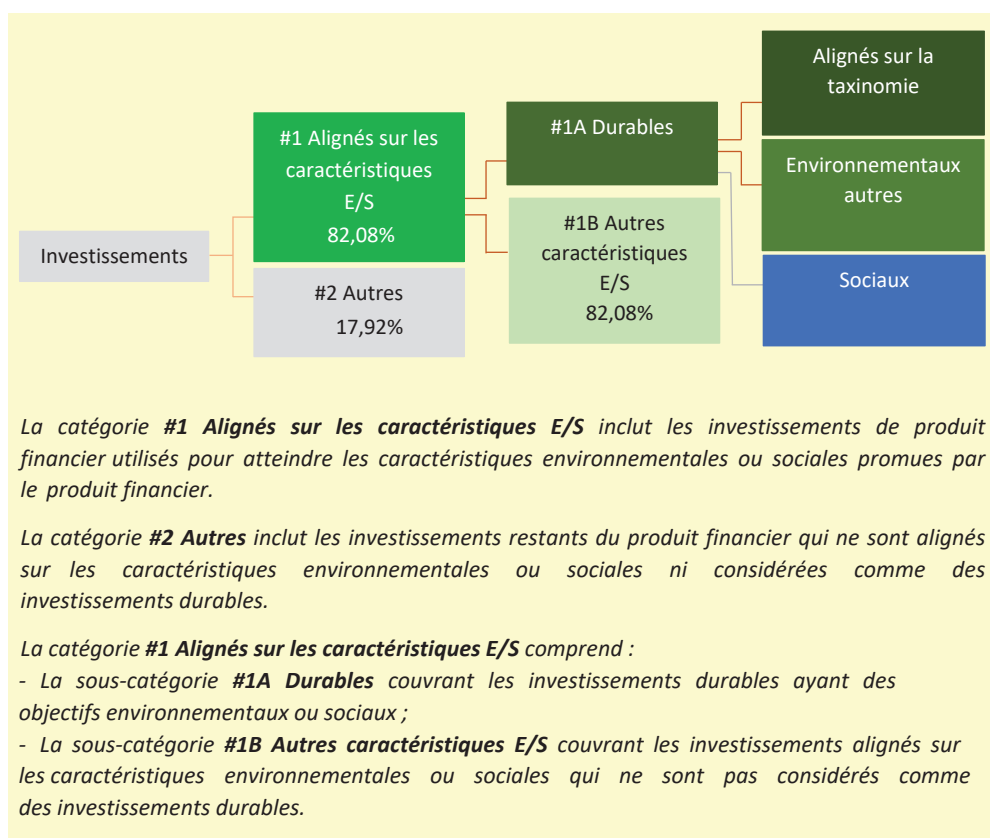 Investissements
#1 Alignés sur les
caractéristiques
E/S
82,08%
#2 Autres
17,92%
#1A Durables
#1B Autres
caractéristiques
E/S
82,08%
Alignés sur la
taxinomie
Environnementaux
autres
Sociaux
La catégorie #1 Alignés sur les caractéristiques E/S inclut les investissements de produit
financier utilisés pour atteindre les caractéristiques environnementales ou sociales promues par
le produit financier.
La catégorie #2 Autres inclut les investissements restants du produit financier qui ne sont alignés
sur les caractéristiques environnementales ou sociales ni considérées comme des
investissements durables.
La catégorie #1 Alignés sur les caractéristiques E/S comprend :
- La sous-catégorie #1A Durables couvrant les investissements durables ayant des
objectifs environnementaux ou sociaux ;
- La sous-catégorie #1B Autres caractéristiques E/S couvrant les investissements alignés sur
les caractéristiques environnementales ou sociales qui ne sont pas considérés comme
des investissements durables.